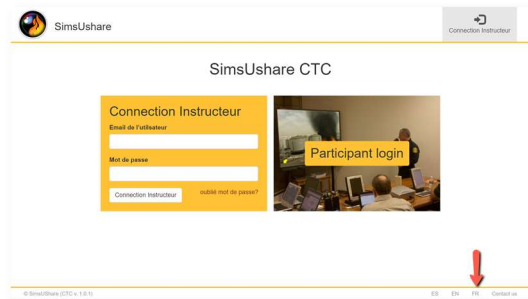 SimsUshare
Connection Instructeur
SimsUshare CTC
Connection Instructeur
Email de l'utilisateur
Mot de passe
Connection Instructeur
oublié mot de passe?
Participant login
© SimsUShare (CTC v. 1.0.1)
ES EN FR Contact us